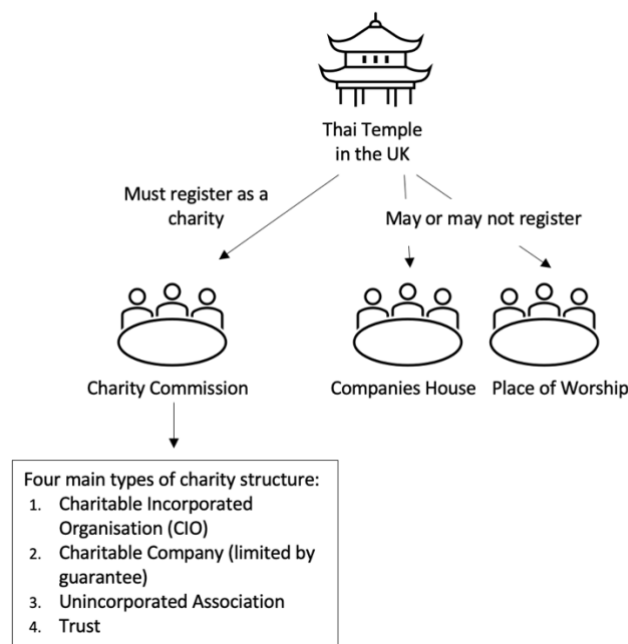 Thai Temple
in the UK
Must register as a
charity
May or may not register
Charity Commission
Companies House
Place of Worship
Four main types of charity structure:
1. Charitable Incorporated
Organisation (CIO)
2. Charitable Company (limited by
guarantee)
3. Unincorporated Association
4. Trust